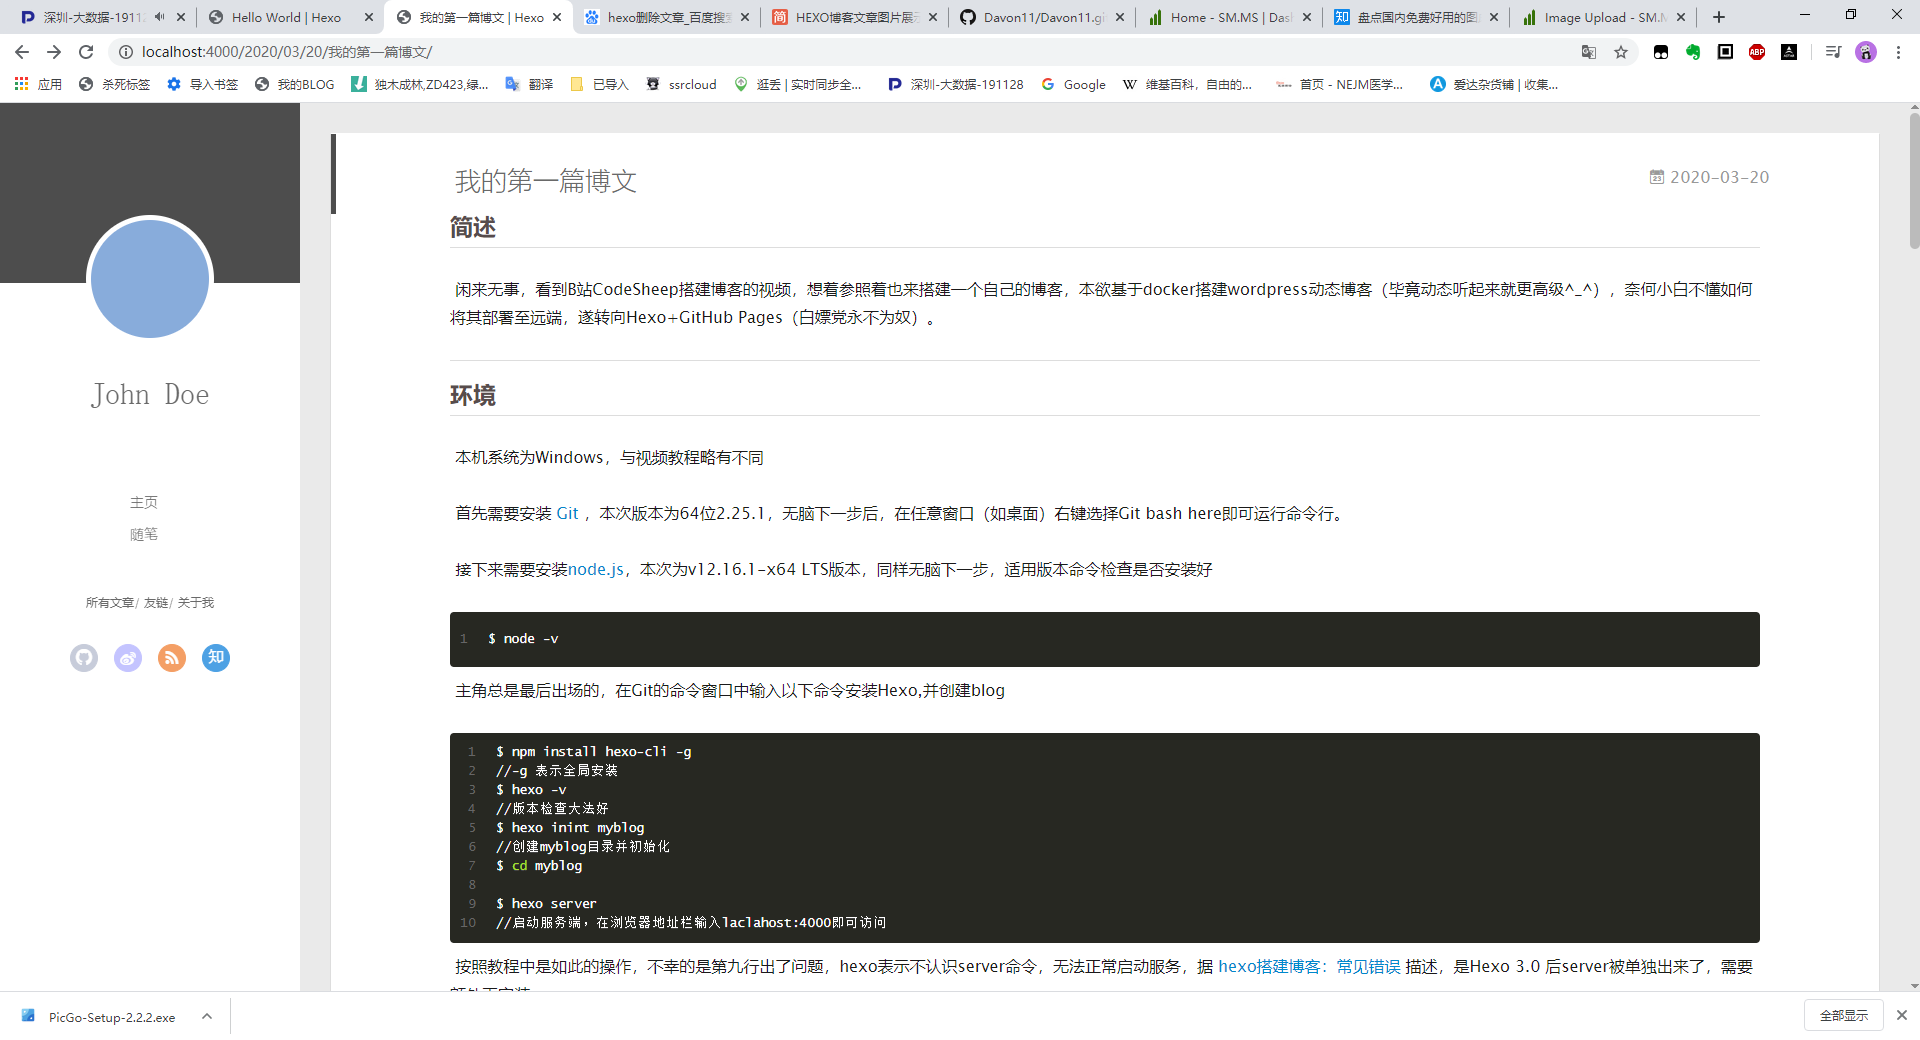 深圳-大数据-1911
Hello World | Hexo
我的第一篇博文 | Hexo
hexo删除文章_百度搜
HEXO博客文章图片展
Davon11/Davon11.gi
Home - SM.MS | Das
盘点国内免费好用的图
Image Upload - SM.M
localhost:4000/2020/03/20/我的第一篇博文/
应用
杀死标签
导入书签
我的BLOG
独木成林,ZD423,绿...
翻译
已导入
ssrcloud
逛丢 | 实时同步全...
深圳-大数据-191128
Google
维基百科，自由的...
首页 - NEJM医学...
爱达杂货铺 | 收集...
John Doe
主页
随笔
所有文章/ 友链/ 关于我
知
我的第一篇博文
2020-03-20
简述
闲来无事，看到B站CodeSheep搭建博客的视频，想着参照着也来搭建一个自己的博客，本欲基于docker搭建wordpress动态博客（毕竟动态听起来就更高级^_^），奈何小白不懂如何
将其部署至远端，遂转向Hexo+GitHub Pages（白嫖党永不为奴）。
环境
本机系统为Windows，与视频教程略有不同
首先需要安装 Git ，本次版本为64位2.25.1，无脑下一步后，在任意窗口（如桌面）右键选择Git bash here即可运行命令行。
接下来需要安装node.js，本次为v12.16.1-x64 LTS版本，同样无脑下一步，适用版本命令检查是否安装好
1 $ node -v
主角总是最后出场的，在Git的命令窗口中输入以下命令安装Hexo,并创建blog
1 $ npm install hexo-cli -g
2 //-g 表示全局安装
3 $ hexo -v
4 //版本检查大法好
5 $ hexo inint myblog
6 //创建myblog目录并初始化
7 $ cd myblog
8
9 $ hexo server
10 //启动服务端，在浏览器地址栏输入laclahost:4000即可访问
按照教程中是如此的操作，不幸的是第九行出了问题，hexo表示不认识server命令，无法正常启动服务，据 hexo搭建博客：常见错误 描述，是Hexo 3.0 后server被单独出来了，需要
PicGo-Setup-2.2.2.exe
全部显示